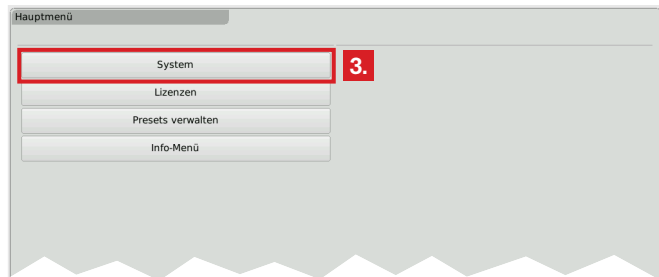 Hauptmenü
System
3.
Lizenzen
Presets verwalten
Info-Menü